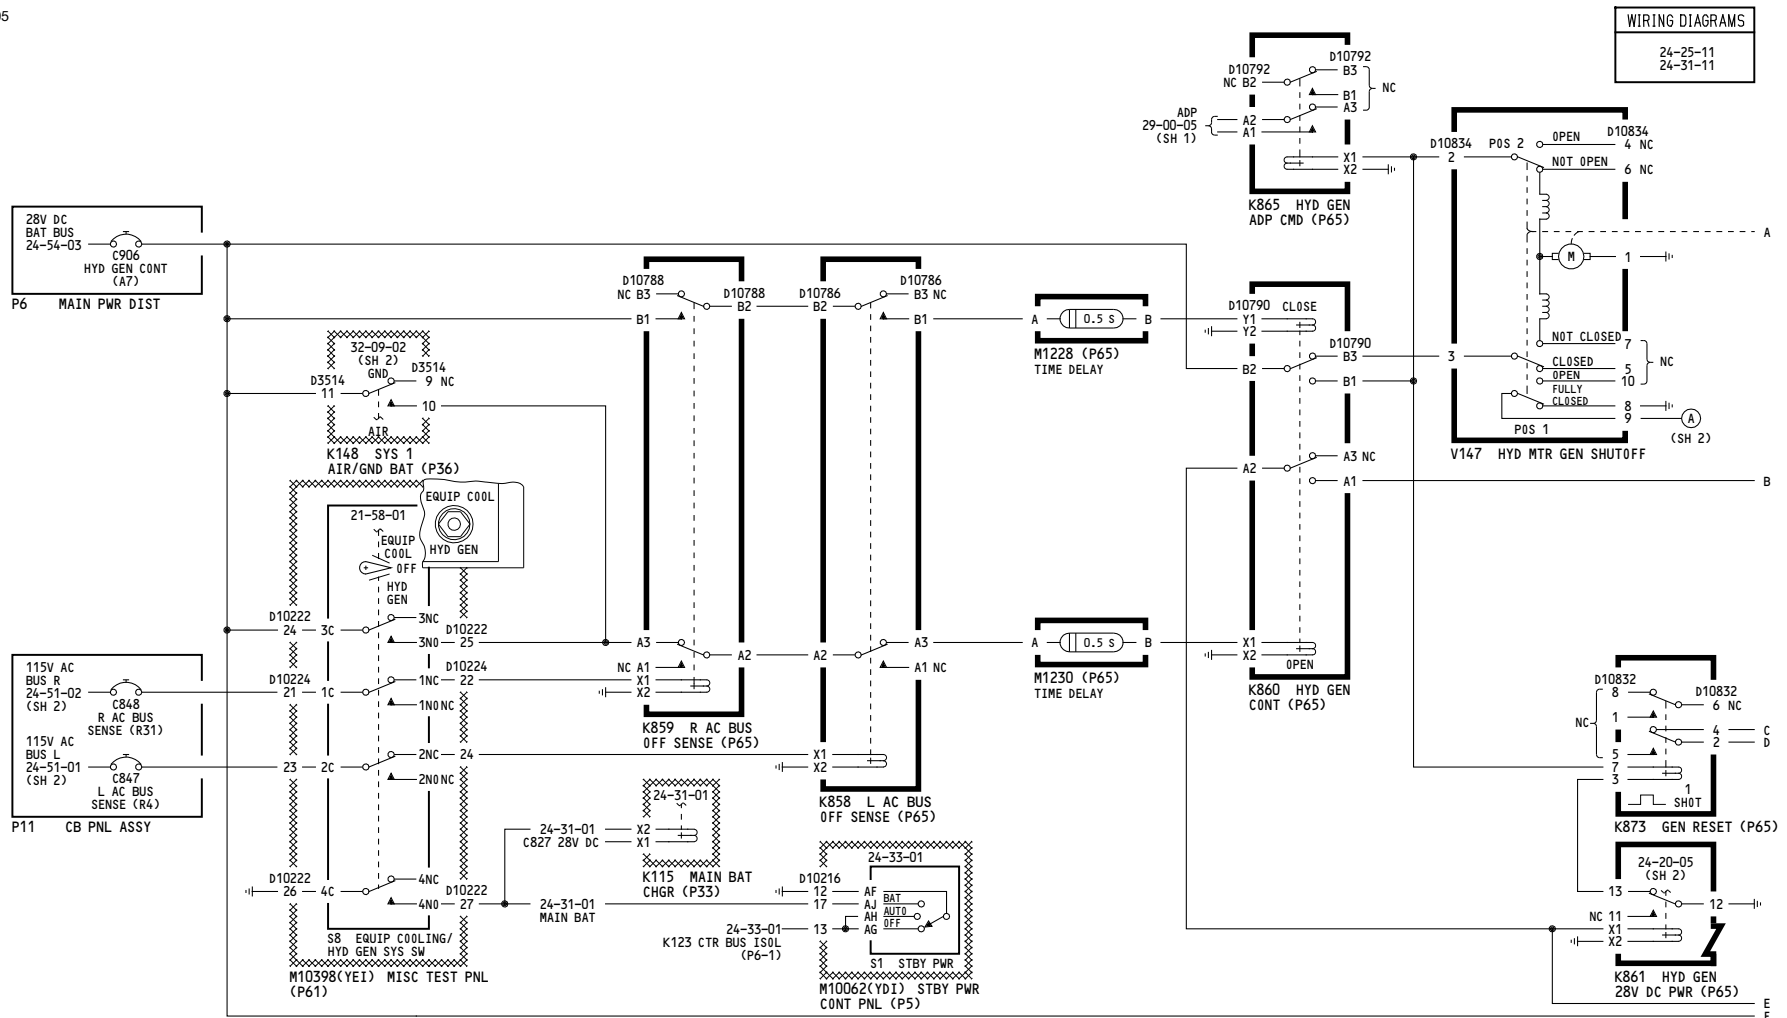 05
WIRING DIAGRAMS
24-25-11
24-31-11
28V DC
BAT BUS
24-54-03
C906
HYD GEN CONT
(A7)
P6 MAIN PWR DIST
32-09-02
(SH 2)
GND
D3514
D3514
11
9 NC
10
AIR
K148 SYS 1
AIR/GND BAT (P36)
EQUIP COOL
HYD GEN
21-58-01
EQUIP
COOL
OFF
HYD
GEN
D10222
24 3C
3NC
D10222
3NO 25
D10224
D10224
21 1C
1NC 22
1NO NC
23 2C
2NC 24
2NO NC
D10222
26 4C
4NC
D10222
4NO 27
S8 EQUIP COOLING/
HYD GEN SYS SW
M10398(YEI) MISC TEST PNL
(P61)
115V AC
BUS R
24-51-02
(SH 2)
C848
R AC BUS
SENSE (R31)
115V AC
BUS L
24-51-01
(SH 2)
C847
L AC BUS
SENSE (R4)
P11 CB PNL ASSY
D10788
NC B3
D10788
B2
B1
A3
A2
NC A1
X1
X2
K859 R AC BUS
OFF SENSE (P65)
D10786
B2
D10786
B3 NC
B1
A2
A3
A1 NC
X1
X2
K858 L AC BUS
OFF SENSE (P65)
24-31-01
24-31-01
C827 28V DC
X2
X1
K115 MAIN BAT
CHGR (P33)
24-31-01
MAIN BAT
24-33-01
K123 CTR BUS ISOL
(P6-1)
24-33-01
D10216
12 AF
17 AJ
BAT
AH
AUTO
13 AG
OFF
S1 STBY PWR
M10062(YDI) STBY PWR
CONT PNL (P5)
A 0.5 S B
M1228 (P65)
TIME DELAY
A 0.5 S B
M1230 (P65)
TIME DELAY
D10792
NC B2
D10792
B3
B1
NC
A3
ADP
29-00-05
(SH 1)
A2
A1
X1
X2
K865 HYD GEN
ADP CMD (P65)
D10790
CLOSE
Y1
Y2
D10790
B2
B3
B1
A2
A3 NC
A1
X1
X2
OPEN
K860 HYD GEN
CONT (P65)
D10834
2
POS 2
OPEN
D10834
4 NC
NOT OPEN
6 NC
M
1
NOT CLOSED
7
3
CLOSED
5
NC
OPEN
10
FULLY
CLOSED
8
9
POS 1
A
(SH 2)
V147 HYD MTR GEN SHUTOFF
A
B
D10832
8
D10832
6 NC
NC
1
4
2
5
7
3
1
SHOT
K873 GEN RESET (P65)
C
D
24-20-05
(SH 2)
13
12
NC 11
X1
X2
K861 HYD GEN
28V DC PWR (P65)
E
F